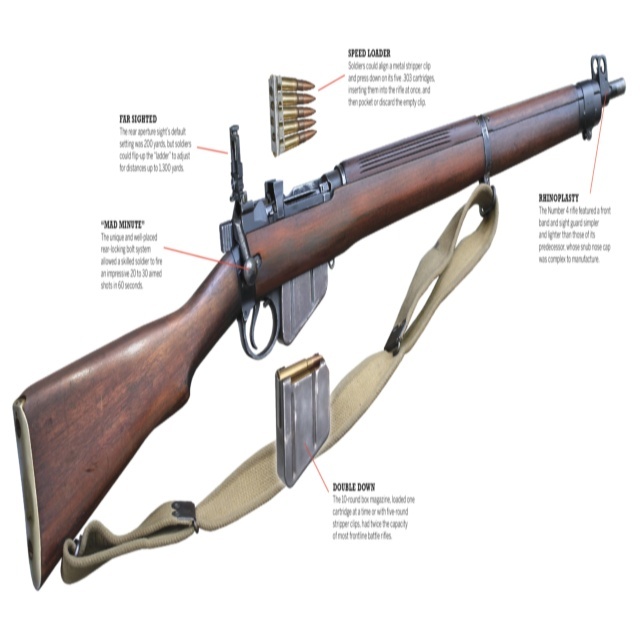 SPEED LOADER
Soldiers could align a metal stripper clip
and press down on its five .303 cartridges,
inserting them into the rifle at once, and
then pocket or discard the empty clip.
FAR SIGHTED
The rear aperture sight's default
setting was 200 yards, but soldiers
could flip up the "ladder" to adjust
for distances up to 1,300 yards.
"MAD MINUTE"
The unique and well-placed
rear-locking bolt system
allowed a skilled soldier to fire
an impressive 20 to 30 aimed
shots in 60 seconds.
RHINOPLASTY
The Number 4 rifle featured a front
band and sight guard simpler
and lighter than those of its
predecessor, whose snub nose cap
was complex to manufacture.
DOUBLE DOWN
The 10-round box magazine, loaded one
cartridge at a time or with five-round
stripper clips, had twice the capacity
of most frontline battle rifles.